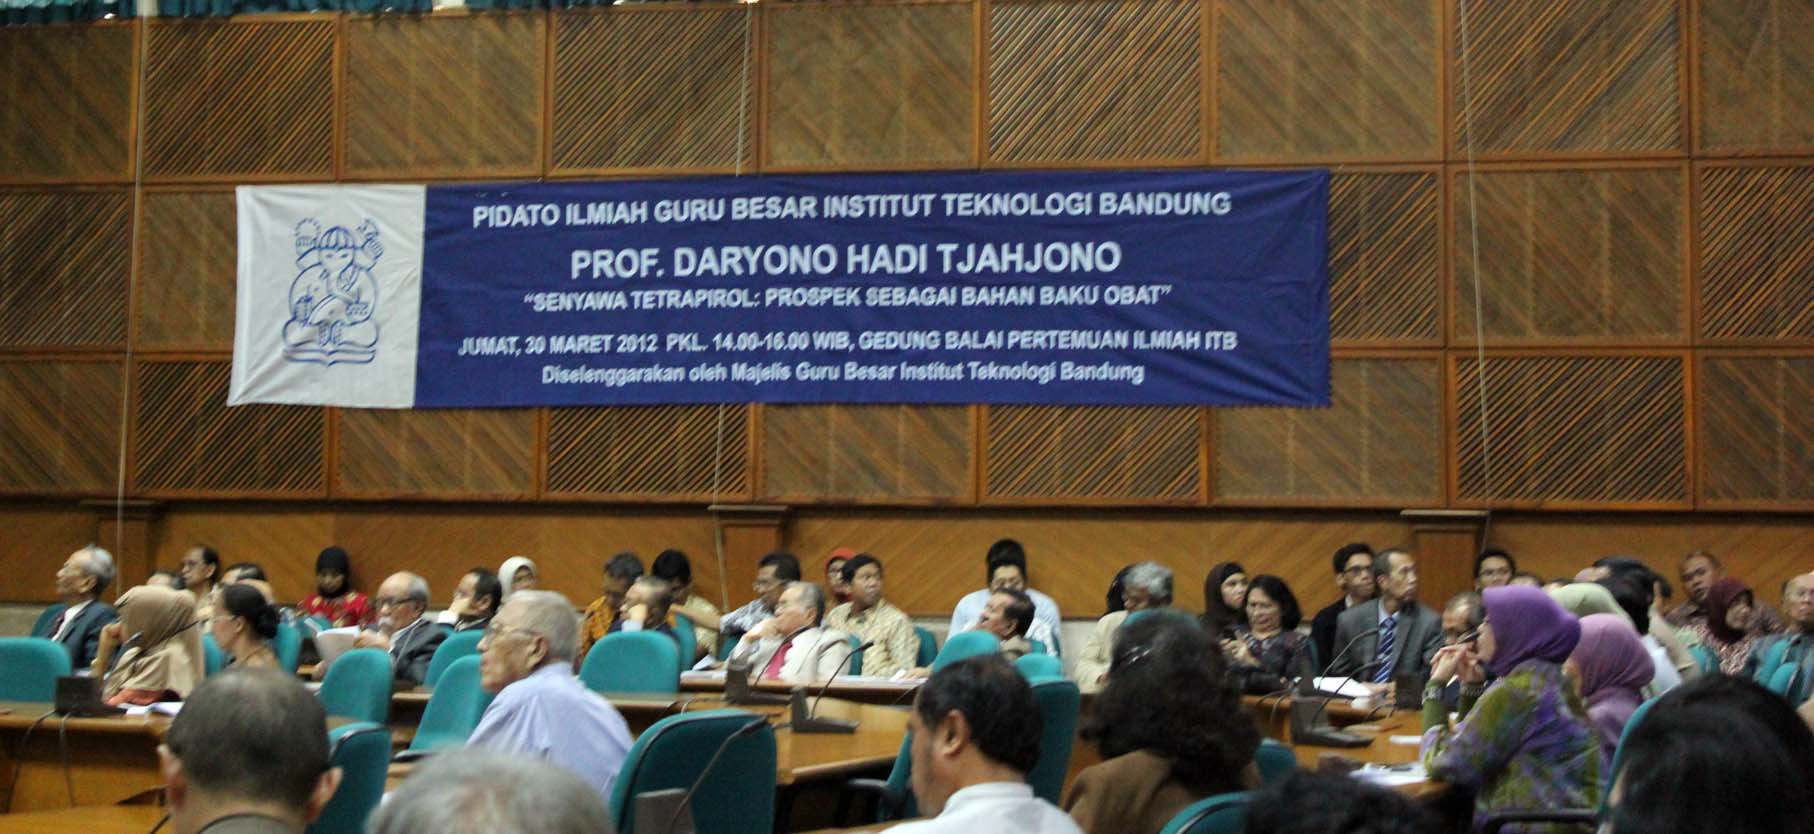 PIDATO ILMIAH GURU BESAR INSTITUT TEKNOLOGI BANDUNG
PROF. DARYONO HADI TJAHJONO
"SENYAWA TETRAPIROL: PROSPEK SEBAGAI BAHAN BAKU OBAT"
JUMAT, 30 MARET 2012 PKL. 14.00-16.00 WIB, GEDUNG BALAI PERTEMUAN ILMIAH ITB
Diselenggarakan oleh Majelis Guru Besar Institut Teknologi Bandung